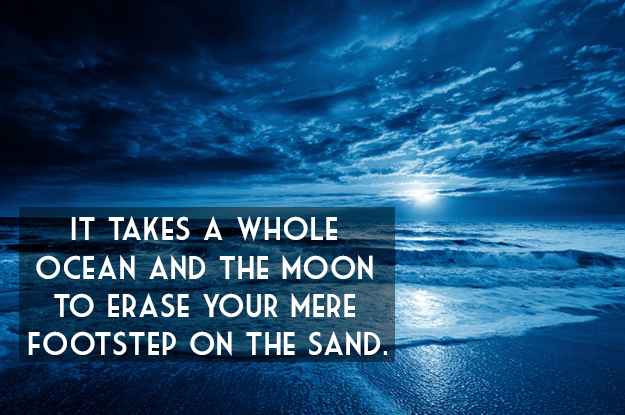 IT TAKES A WHOLE
OCEAN AND THE MOON
TO ERASE YOUR MERE
FOOTSTEP ON THE SAND.